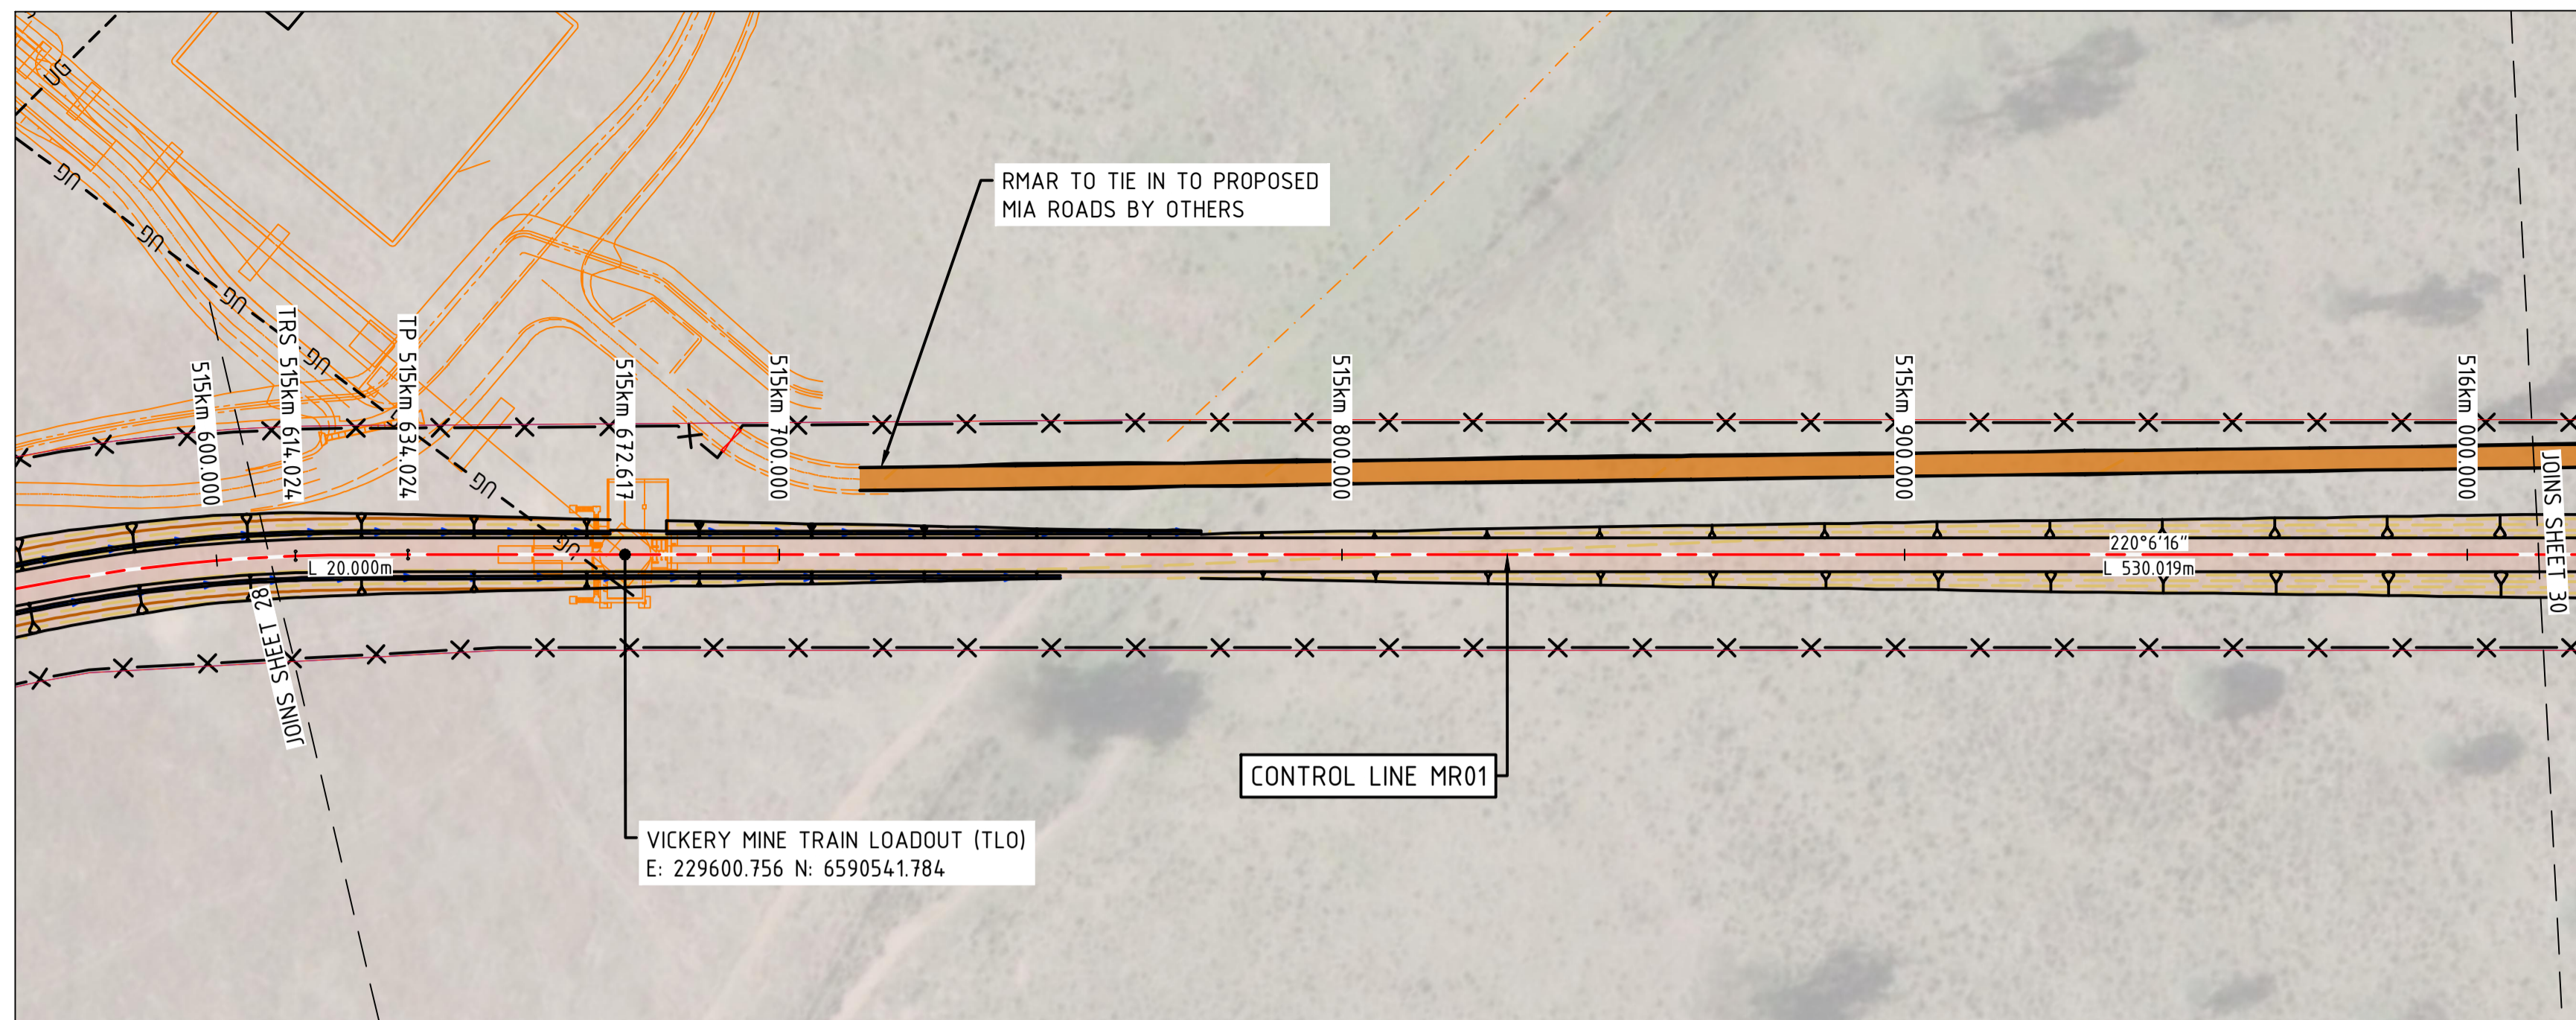 UG
UG
UG
UG
UG
UG
UG
RMAR TO TIE IN TO PROPOSED
MIA ROADS BY OTHERS
515km 600.000
TRS 515km 614.024
TP 515km 634.024
515km 672.617
515km 700.000
515km 800.000
515km 900.000
516km 000.000
L 20.000m
220°6'16"
L 530.019m
JOINS SHEET 28
JOINS SHEET 30
CONTROL LINE MR01
VICKERY MINE TRAIN LOADOUT (TLO)
E: 229600.756 N: 6590541.784